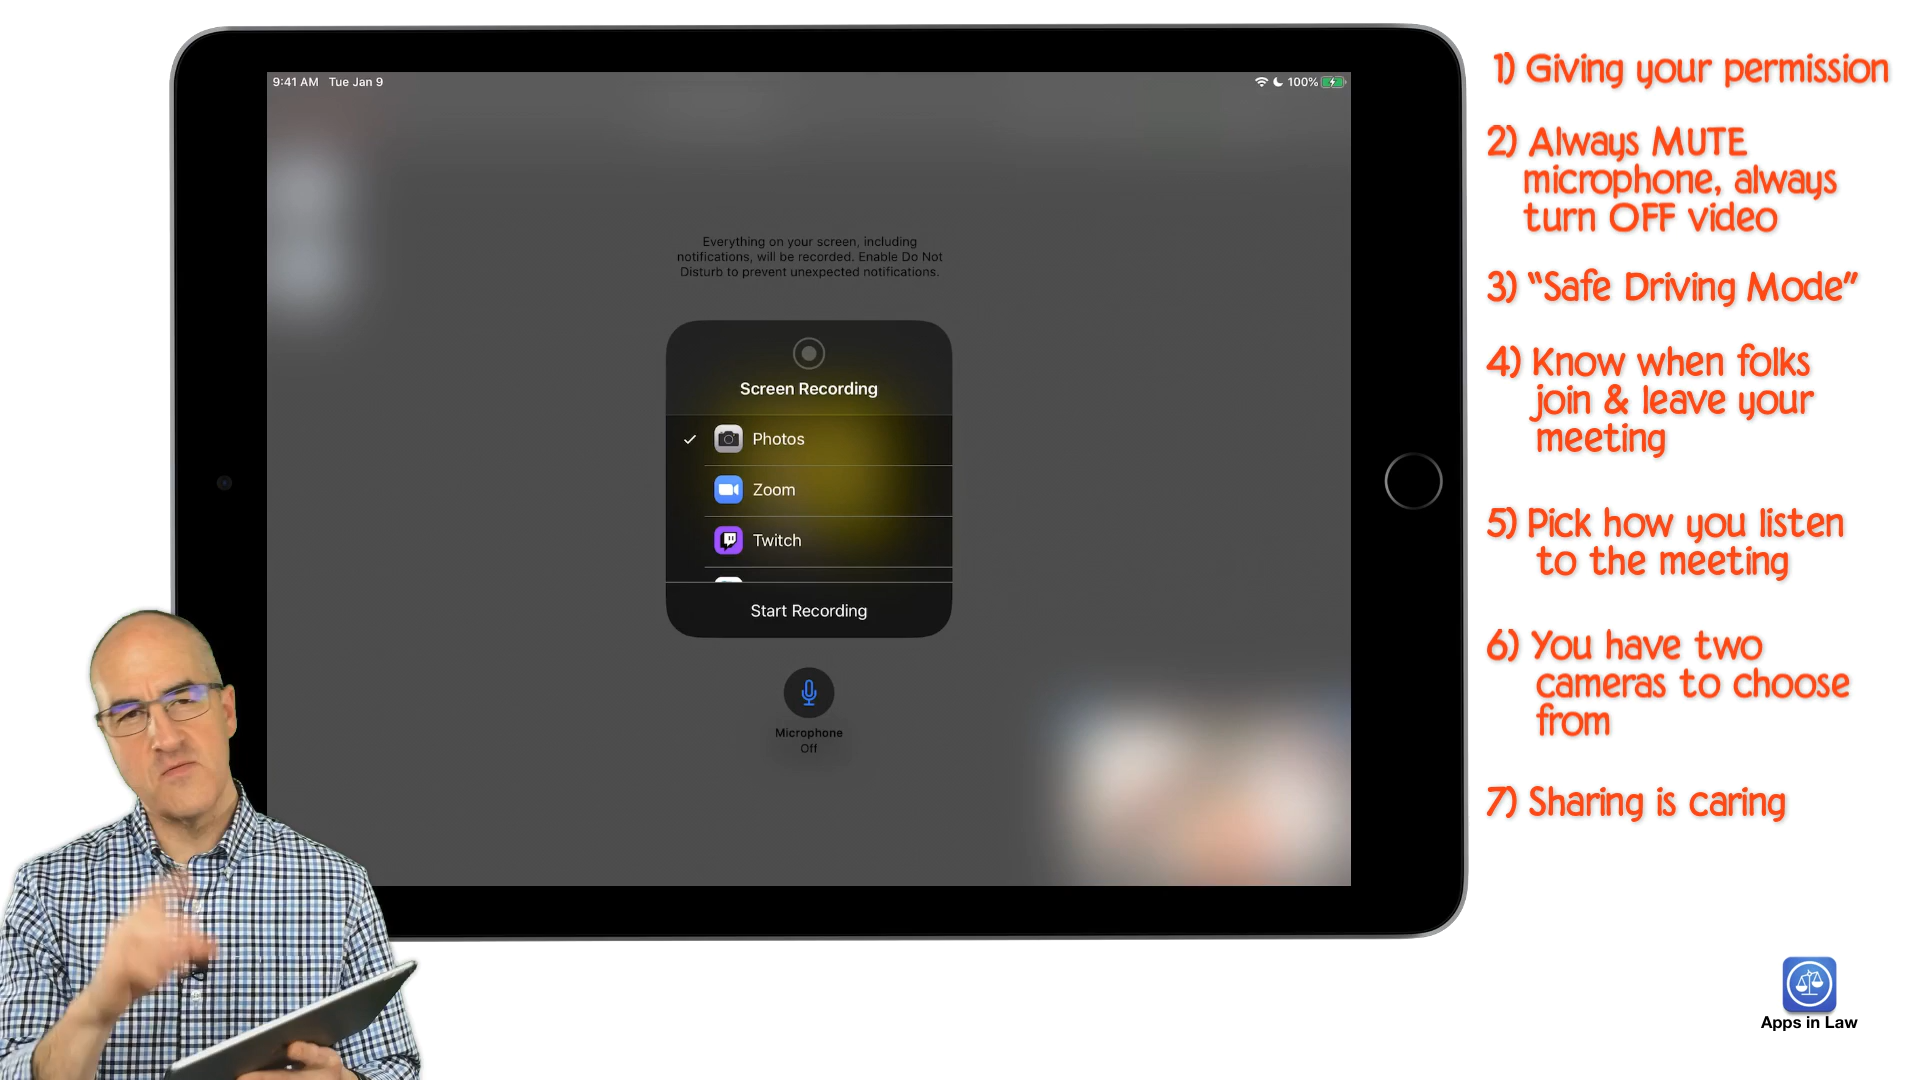 9:41 AM Tue Jan 9
100%
Everything on your screen, including
notifications, will be recorded. Enable Do Not
Disturb to prevent unexpected notifications.
Screen Recording
Photos
Zoom
Twitch
Start Recording
Microphone
Off
1) Giving your permission
2) Always MUTE
microphone, always
turn OFF video
3) “Safe Driving Mode”
4) Know when folks
join & leave your
meeting
5) Pick how you listen
to the meeting
6) You have two
cameras to choose
from
7) Sharing is caring
Apps in Law